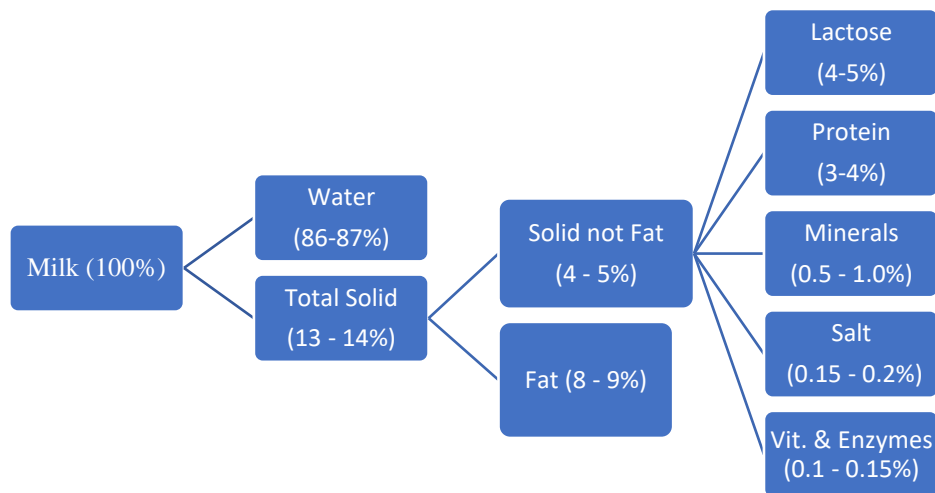 Milk (100%)
Water
(86-87%)
Total Solid
(13 - 14%)
Solid not Fat
(4 - 5%)
Fat (8 - 9%)
Lactose
(4-5%)
Protein
(3-4%)
Minerals
(0.5 - 1.0%)
Salt
(0.15 - 0.2%)
Vit. & Enzymes
(0.1 - 0.15%)